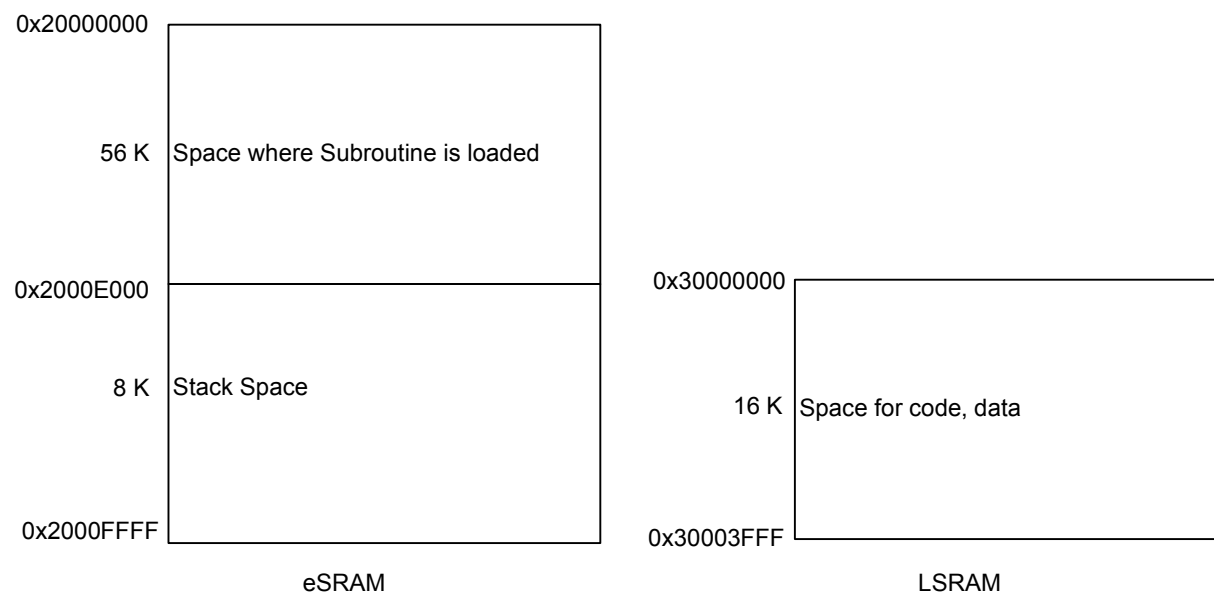 0x20000000
56 K Space where Subroutine is loaded
0x2000E000
8 K Stack Space
0x2000FFFF
eSRAM
0x30000000
16 K Space for code, data
0x30003FFF
LSRAM